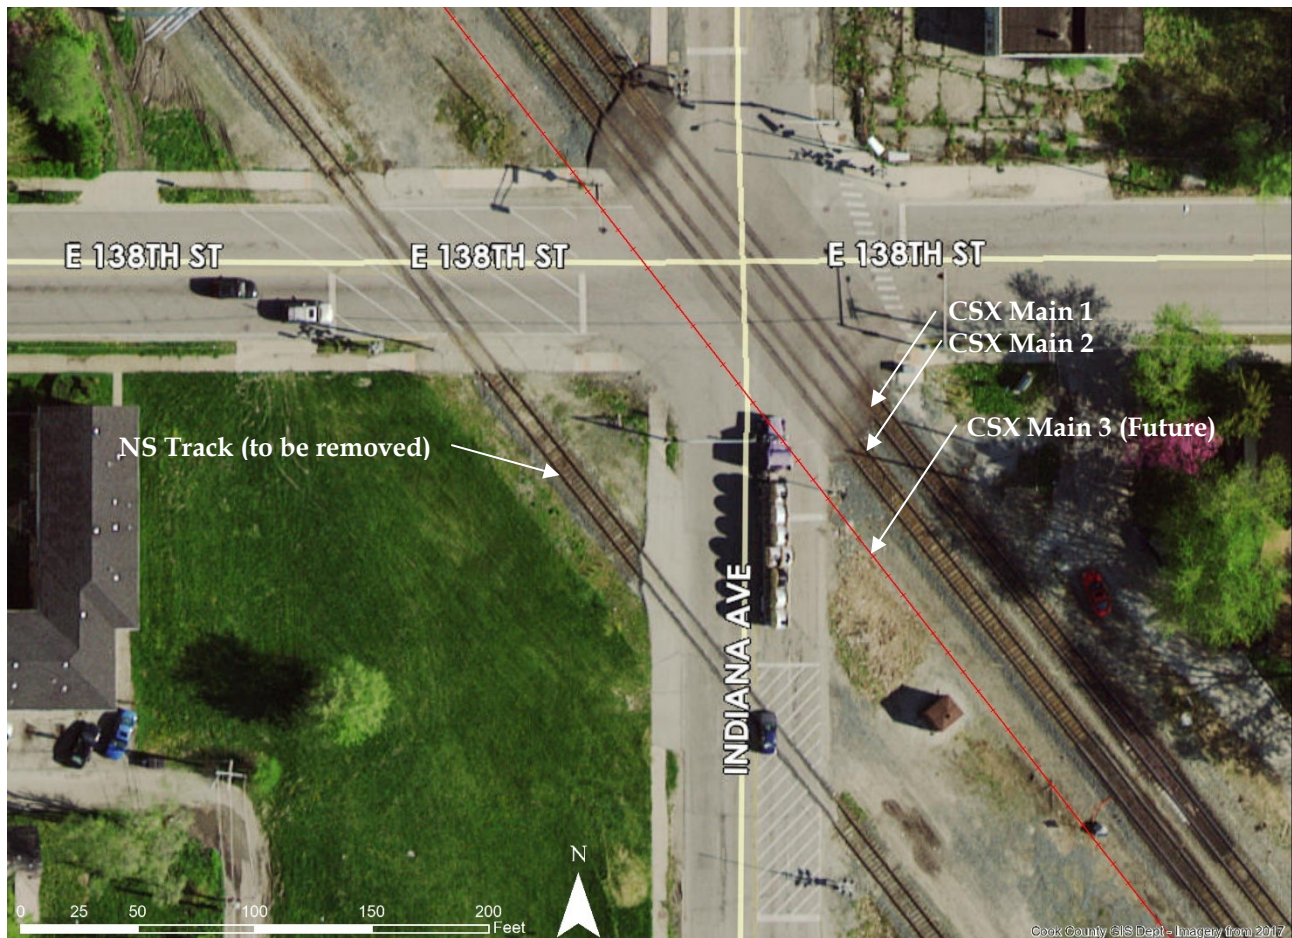 E 138TH ST
E 138TH ST
E 138TH ST
CSX Main 1
CSX Main 2
CSX Main 3 (Future)
NS Track (to be removed)
INDIANA AVE
N
0 25 50 100 150 200
Feet
Cook County GIS Dept - Imagery from 2017